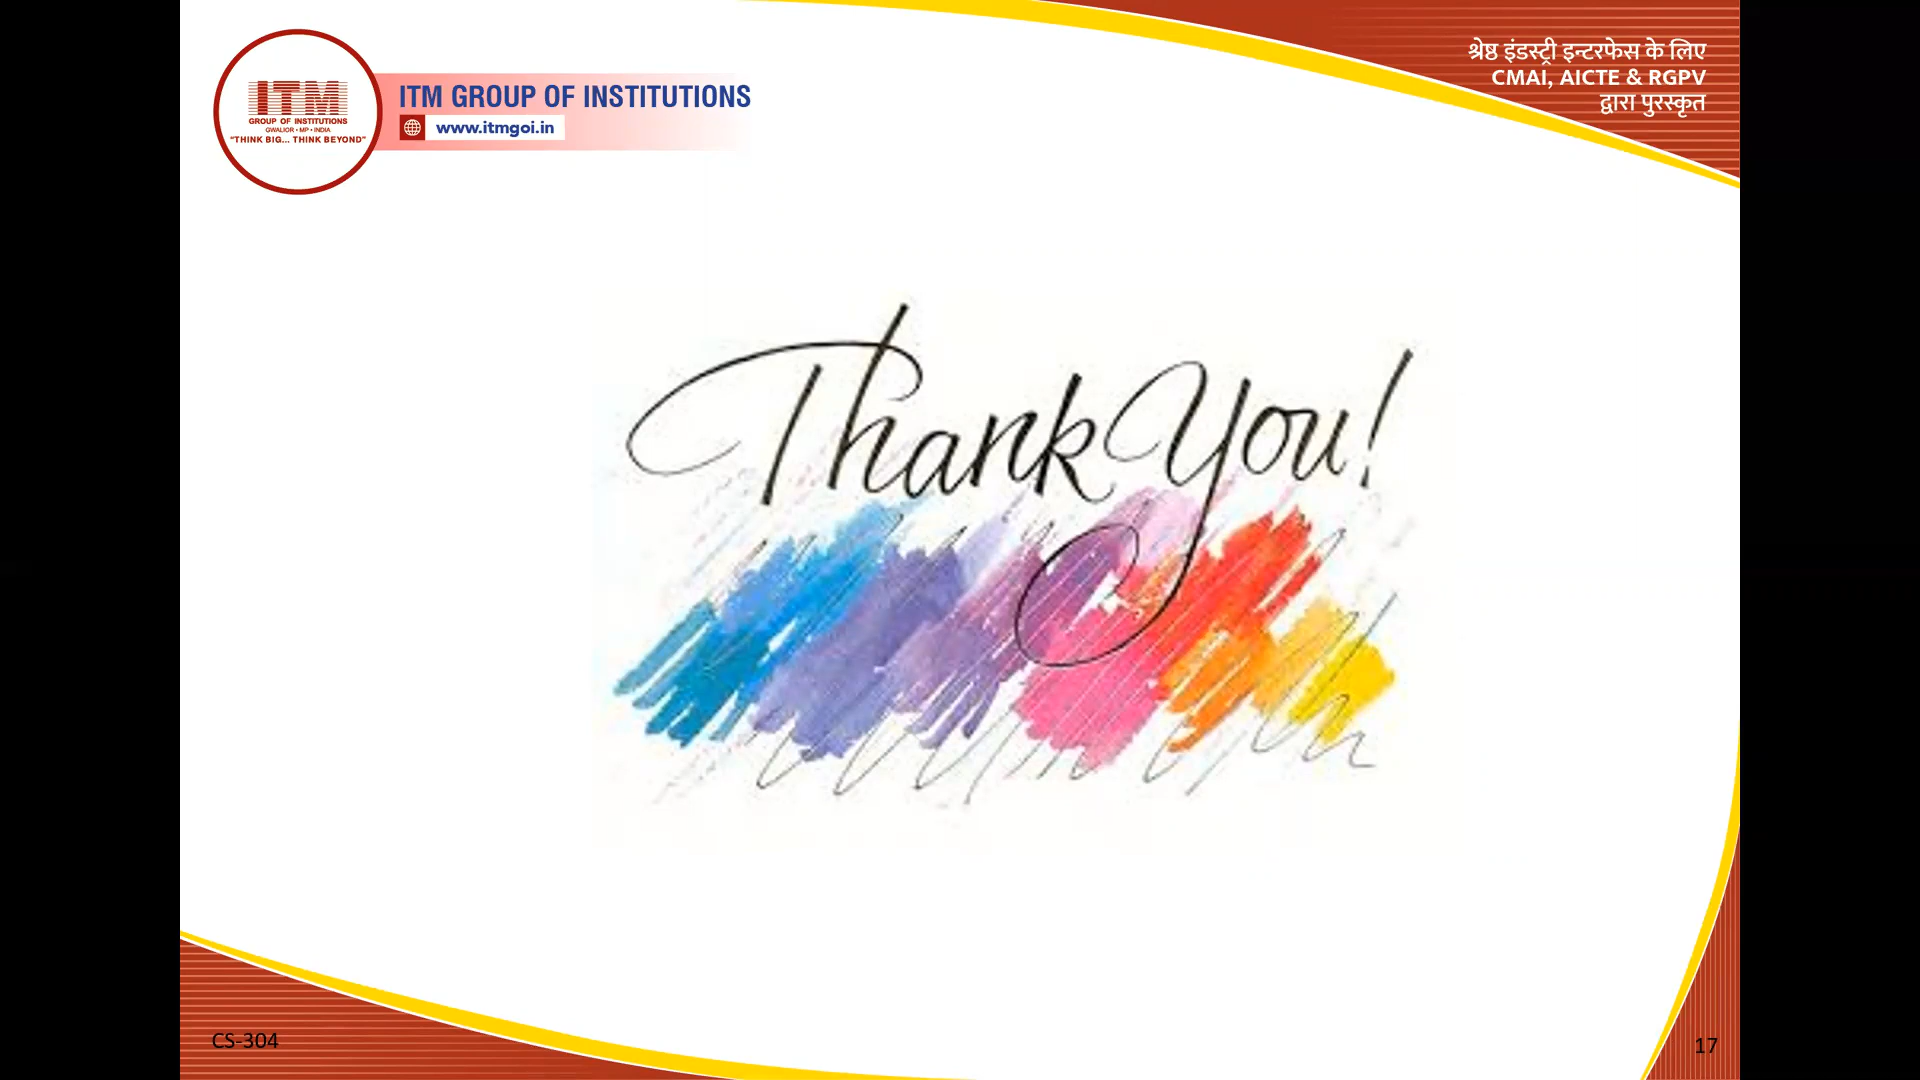 ITM
GROUP OF INSTITUTIONS
GWALIOR • MP • INDIA
"THINK BIG... THINK BEYOND"
ITM GROUP OF INSTITUTIONS
www.itmgoi.in
श्रेष्ठ इंडस्ट्री इन्टरफेस के लिए
CMAI, AICTE & RGPV
द्वारा पुरस्कृत
Thank You!
CS-304
17